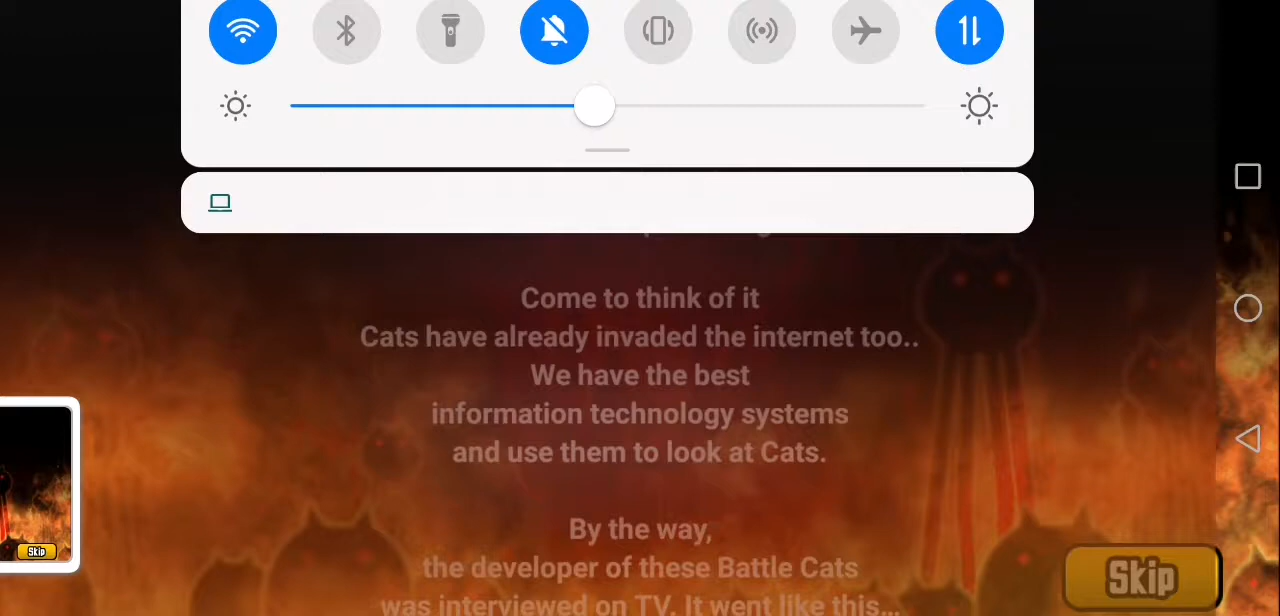 Come to think of it
Cats have already invaded the internet too..
We have the best
information technology systems
and use them to look at Cats.
By the way,
the developer of these Battle Cats
was interviewed on TV. It went like this...
Skip
Skip